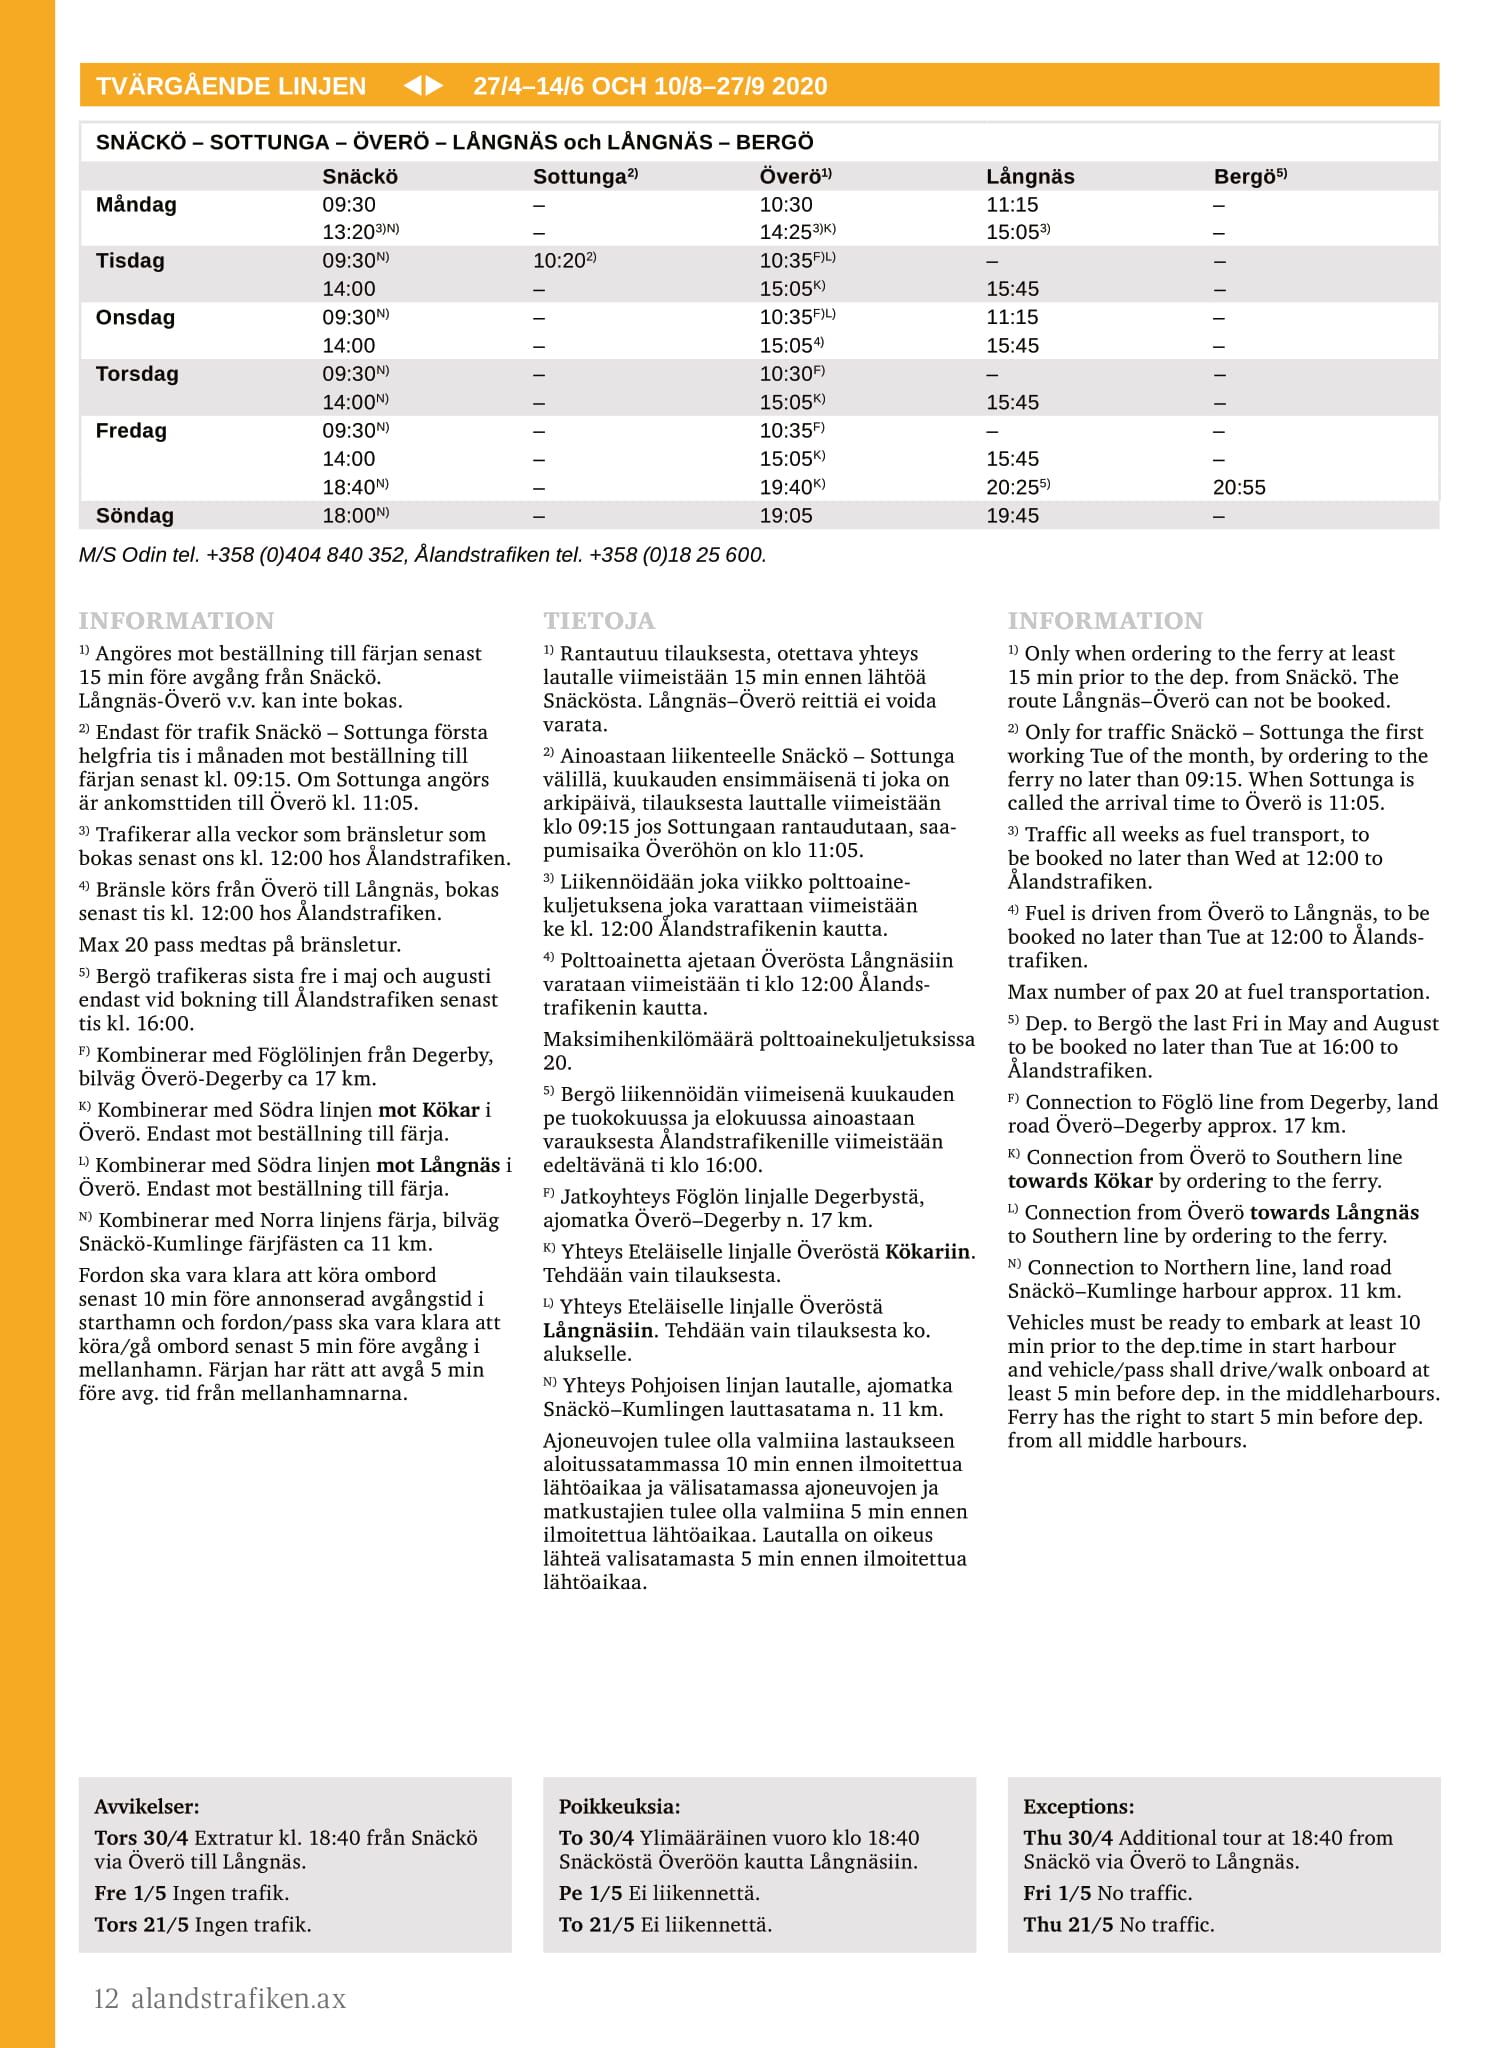 TVÄRGÅENDE LINJEN ◀▶ 27/4–14/6 OCH 10/8–27/9 2020
SNÄCKÖ – SOTTUNGA – ÖVERÖ – LÅNGNÄS och LÅNGNÄS – BERGÖ
Snäckö Sottunga2) Överö1) Långnäs Bergö5)
Måndag 09:30 – 10:30 11:15 –
13:203)N) – 14:253)K) 15:053) –
Tisdag 09:30N) 10:202) 10:35F)L) – –
14:00 – 15:05K) 15:45 –
Onsdag 09:30N) – 10:35F)L) 11:15 –
14:00 – 15:054) 15:45 –
Torsdag 09:30N) – 10:30F) – –
14:00N) – 15:05K) 15:45 –
Fredag 09:30N) – 10:35F) – –
14:00 – 15:05K) 15:45 –
18:40N) – 19:40K) 20:255) 20:55
Söndag 18:00N) – 19:05 19:45 –
M/S Odin tel. +358 (0)404 840 352, Ålandstrafiken tel. +358 (0)18 25 600.
INFORMATION
1) Angöres mot beställning till färjan senast
15 min före avgång från Snäckö.
Långnäs-Överö v.v. kan inte bokas.
2) Endast för trafik Snäckö – Sottunga första
helgfria tis i månaden mot beställning till
färjan senast kl. 09:15. Om Sottunga angörs
är ankomsttiden till Överö kl. 11:05.
3) Trafikerar alla veckor som bränsletur som
bokas senast ons kl. 12:00 hos Ålandstrafiken.
4) Bränsle körs från Överö till Långnäs, bokas
senast tis kl. 12:00 hos Ålandstrafiken.
Max 20 pass medtas på bränsletur.
5) Bergö trafikeras sista fre i maj och augusti
endast vid bokning till Ålandstrafiken senast
tis kl. 16:00.
F) Kombinerar med Föglölinjen från Degerby,
bilväg Överö-Degerby ca 17 km.
K) Kombinerar med Södra linjen mot Kökar i
Överö. Endast mot beställning till färja.
L) Kombinerar med Södra linjen mot Långnäs i
Överö. Endast mot beställning till färja.
N) Kombinerar med Norra linjens färja, bilväg
Snäckö-Kumlinge färjfästen ca 11 km.
Fordon ska vara klara att köra ombord
senast 10 min före annonserad avgångstid i
starthamn och fordon/pass ska vara klara att
köra/gå ombord senast 5 min före avgång i
mellanhamn. Färjan har rätt att avgå 5 min
före avg. tid från mellanhamnarna.
TIETOJA
1) Rantautuu tilauksesta, otettava yhteys
lautalle viimeistään 15 min ennen lähtöä
Snäckösta. Långnäs–Överö reittiä ei voida
varata.
2) Ainoastaan liikenteelle Snäckö – Sottunga
välillä, kuukauden ensimmäisenä ti joka on
arkipäivä, tilauksesta lauttalle viimeistään
klo 09:15 jos Sottungaan rantaudutaan, saa-
pumisaika Överöhön on klo 11:05.
3) Liikennöidään joka viikko polttoaine-
kuljetuksena joka varattaan viimeistään
ke kl. 12:00 Ålandstrafikenin kautta.
4) Polttoainetta ajetaan Överösta Långnäsiin
varataan viimeistään ti klo 12:00 Ålands-
trafikenin kautta.
Maksimihenkilömäärä polttoainekuljetuksissa
20.
5) Bergö liikennöidän viimeisenä kuukauden
pe tuokokuussa ja elokuussa ainoastaan
varauksesta Ålandstrafikenille viimeistään
edeltävänä ti klo 16:00.
F) Jatkoyhteys Föglön linjalle Degerbystä,
ajomatka Överö–Degerby n. 17 km.
K) Yhteys Eteläiselle linjalle Överöstä Kökariin.
Tehdään vain tilauksesta.
L) Yhteys Eteläiselle linjalle Överöstä
Långnäsiin. Tehdään vain tilauksesta ko.
alukselle.
N) Yhteys Pohjoisen linjan lautalle, ajomatka
Snäckö–Kumlingen lauttasatama n. 11 km.
Ajoneuvojen tulee olla valmiina lastaukseen
aloitussatammassa 10 min ennen ilmoitettua
lähtöaikaa ja välisatamassa ajoneuvojen ja
matkustajien tulee olla valmiina 5 min ennen
ilmoitettua lähtöaikaa. Lautalla on oikeus
lähteä valisatamasta 5 min ennen ilmoitettua
lähtöaikaa.
INFORMATION
1) Only when ordering to the ferry at least
15 min prior to the dep. from Snäckö. The
route Långnäs–Överö can not be booked.
2) Only for traffic Snäckö – Sottunga the first
working Tue of the month, by ordering to the
ferry no later than 09:15. When Sottunga is
called the arrival time to Överö is 11:05.
3) Traffic all weeks as fuel transport, to
be booked no later than Wed at 12:00 to
Ålandstrafiken.
4) Fuel is driven from Överö to Långnäs, to be
booked no later than Tue at 12:00 to Ålands-
trafiken.
Max number of pax 20 at fuel transportation.
5) Dep. to Bergö the last Fri in May and August
to be booked no later than Tue at 16:00 to
Ålandstrafiken.
F) Connection to Föglö line from Degerby, land
road Överö–Degerby approx. 17 km.
K) Connection from Överö to Southern line
towards Kökar by ordering to the ferry.
L) Connection from Överö towards Långnäs
to Southern line by ordering to the ferry.
N) Connection to Northern line, land road
Snäckö–Kumlinge harbour approx. 11 km.
Vehicles must be ready to embark at least 10
min prior to the dep.time in start harbour
and vehicle/pass shall drive/walk onboard at
least 5 min before dep. in the middleharbours.
Ferry has the right to start 5 min before dep.
from all middle harbours.
Avvikelser:
Tors 30/4 Extratur kl. 18:40 från Snäckö
via Överö till Långnäs.
Fre 1/5 Ingen trafik.
Tors 21/5 Ingen trafik.
Poikkeuksia:
To 30/4 Ylimääräinen vuoro klo 18:40
Snäcköstä Överöön kautta Långnäsiin.
Pe 1/5 Ei liikennettä.
To 21/5 Ei liikennettä.
Exceptions:
Thu 30/4 Additional tour at 18:40 from
Snäckö via Överö to Långnäs.
Fri 1/5 No traffic.
Thu 21/5 No traffic.
12 alandstrafiken.ax